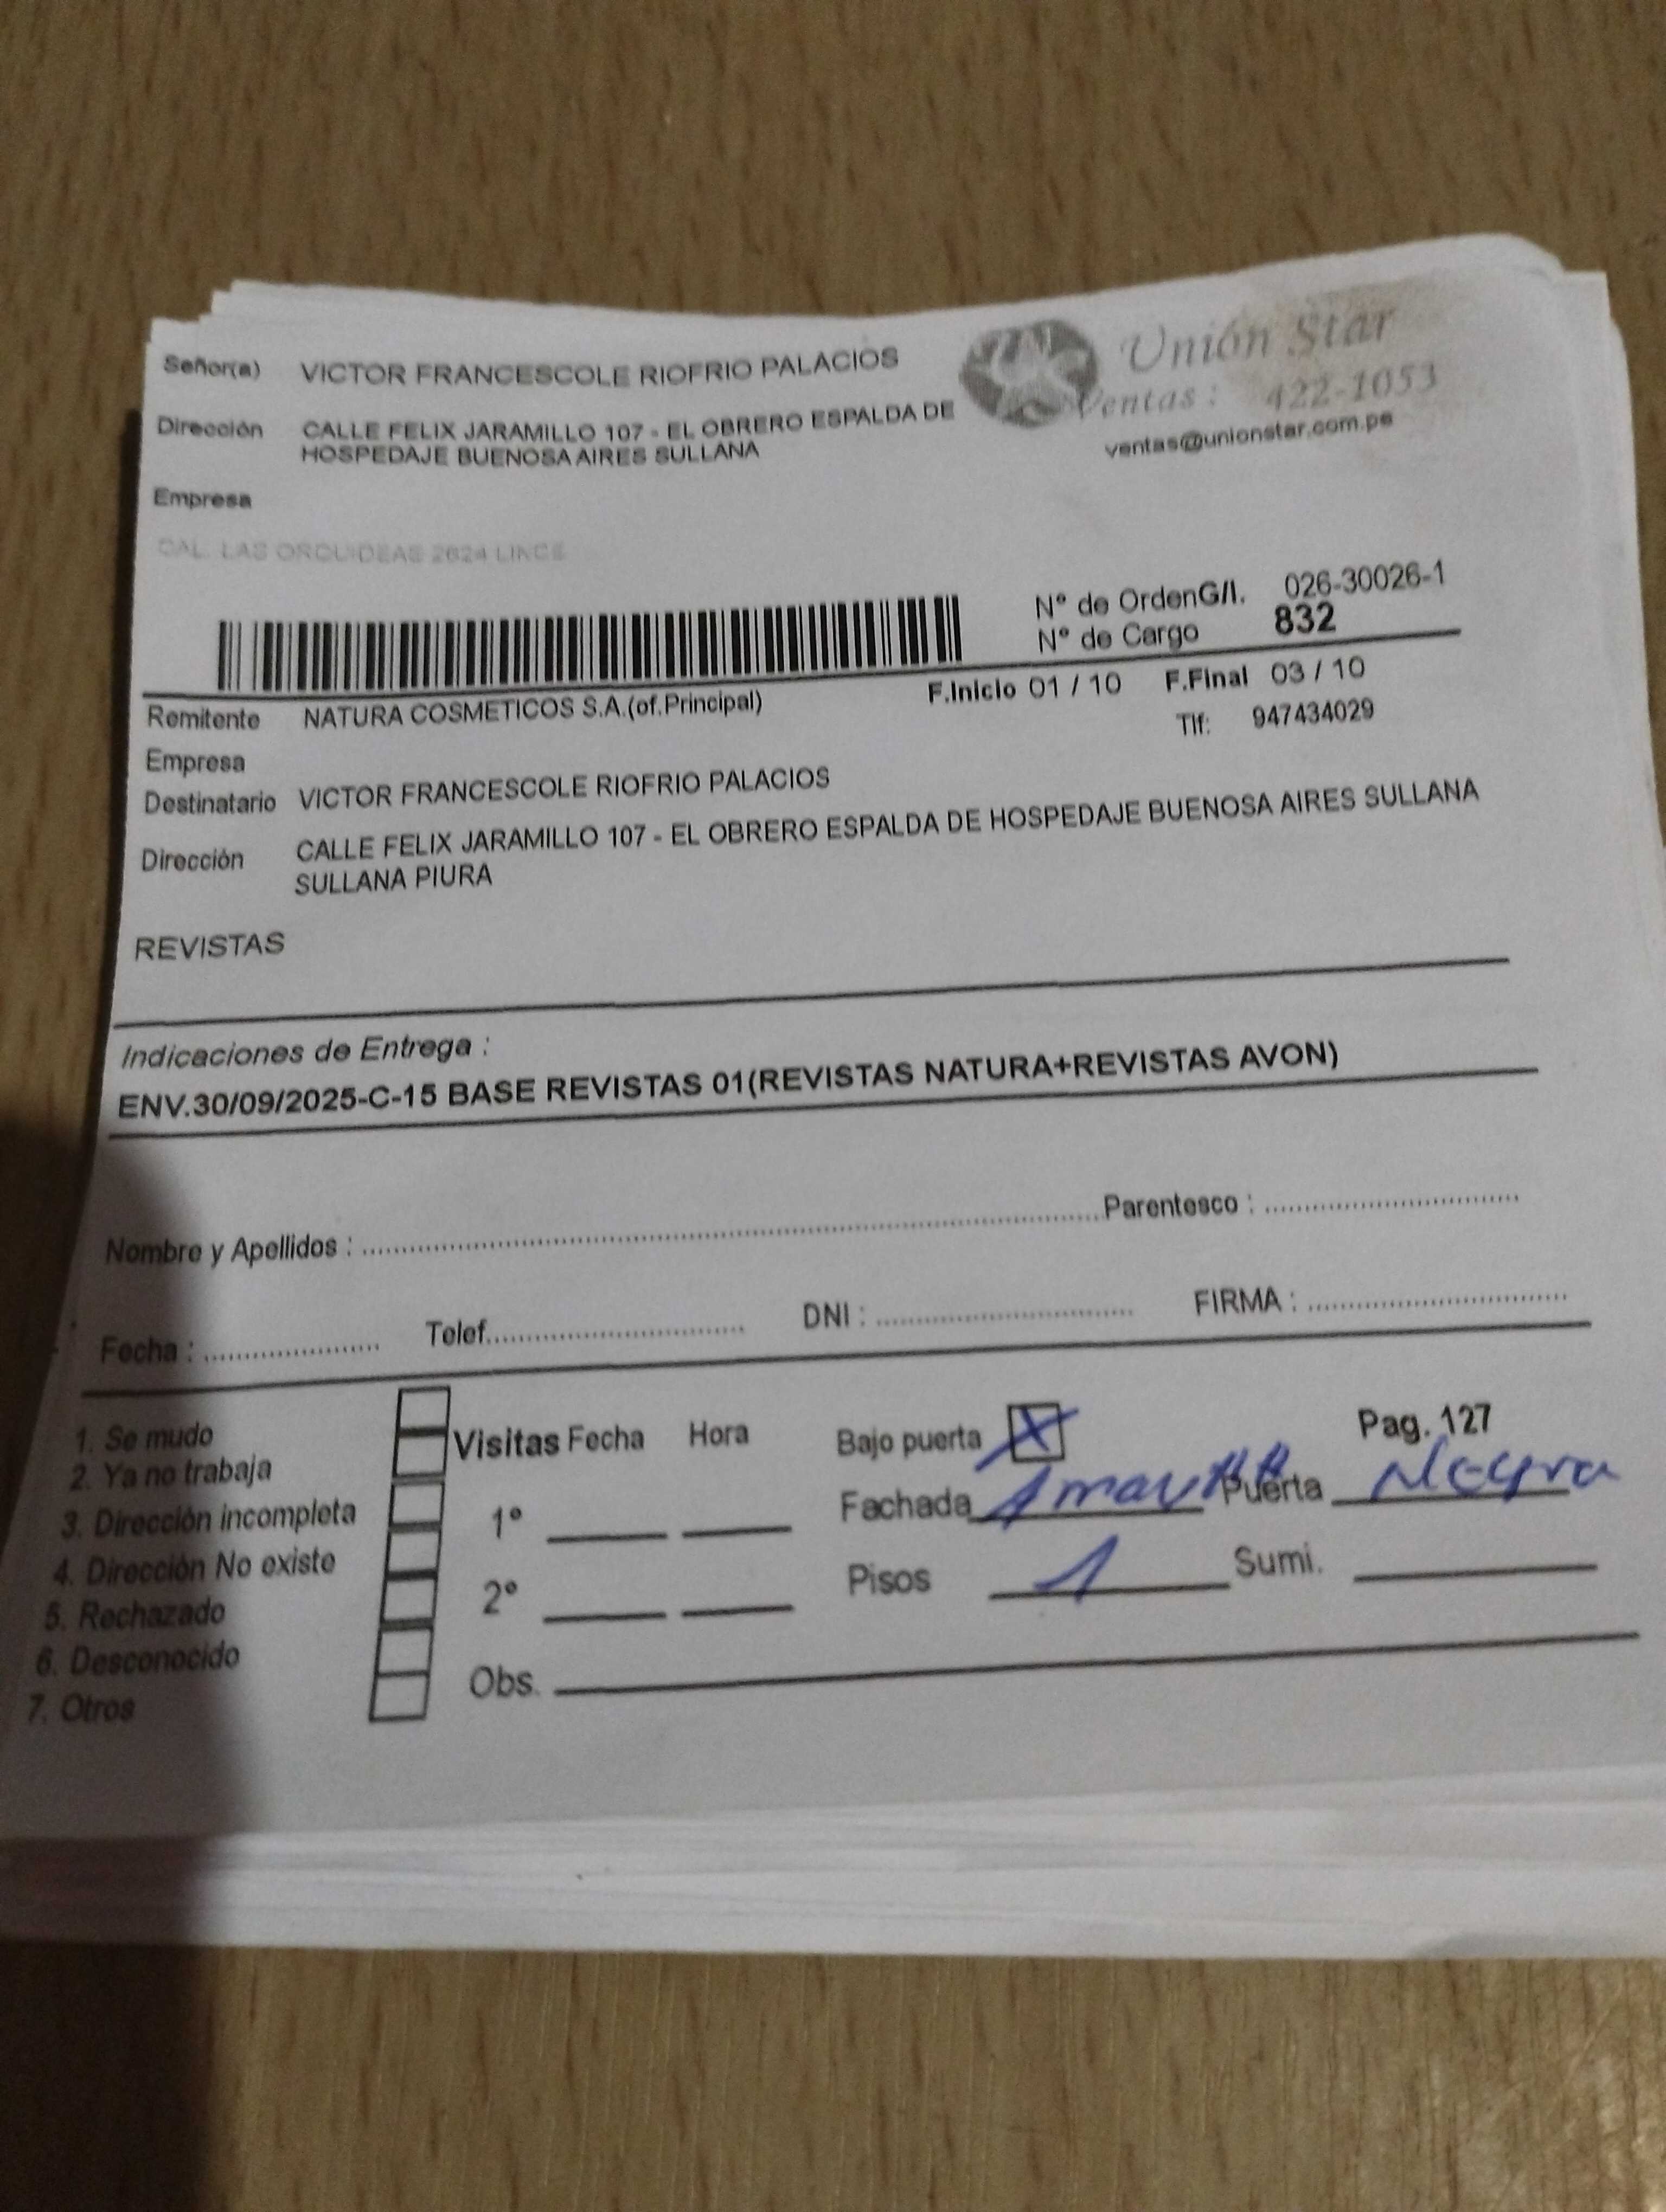 Señor(a) VICTOR FRANCESCOLE RIOFRIO PALACIOS
Unión Star
Dirección CALLE FELIX JARAMILLO 107 - EL OBRERO ESPALDA DE
HOSPEDAJE BUENOSA AIRES SULLANA
Ventas: 422-1053
ventas@unionstar.com.pe
Empresa
CAL. LAS ORQUIDEAS 2624 LINCE
N° de OrdenG/I. 026-30026-1
N° de Cargo 832
Remitente NATURA COSMETICOS S.A.(of.Principal) F.Inicio 01 / 10 F.Final 03 / 10
Tlf: 947434029
Empresa
Destinatario VICTOR FRANCESCOLE RIOFRIO PALACIOS
Dirección CALLE FELIX JARAMILLO 107 - EL OBRERO ESPALDA DE HOSPEDAJE BUENOSA AIRES SULLANA
SULLANA PIURA
REVISTAS
Indicaciones de Entrega :
ENV.30/09/2025-C-15 BASE REVISTAS 01(REVISTAS NATURA+REVISTAS AVON)
Nombre y Apellidos : Parentesco :
Fecha : Telef. DNI : FIRMA :
1. Se mudo
2. Ya no trabaja
3. Dirección incompleta
4. Dirección No existe
5. Rechazado
6. Desconocido
7. Otros
Visitas Fecha Hora
1°
2°
Obs.
Bajo puerta X Pag. 127
Fachada Puerta Negra
Pisos 1 Sumi.